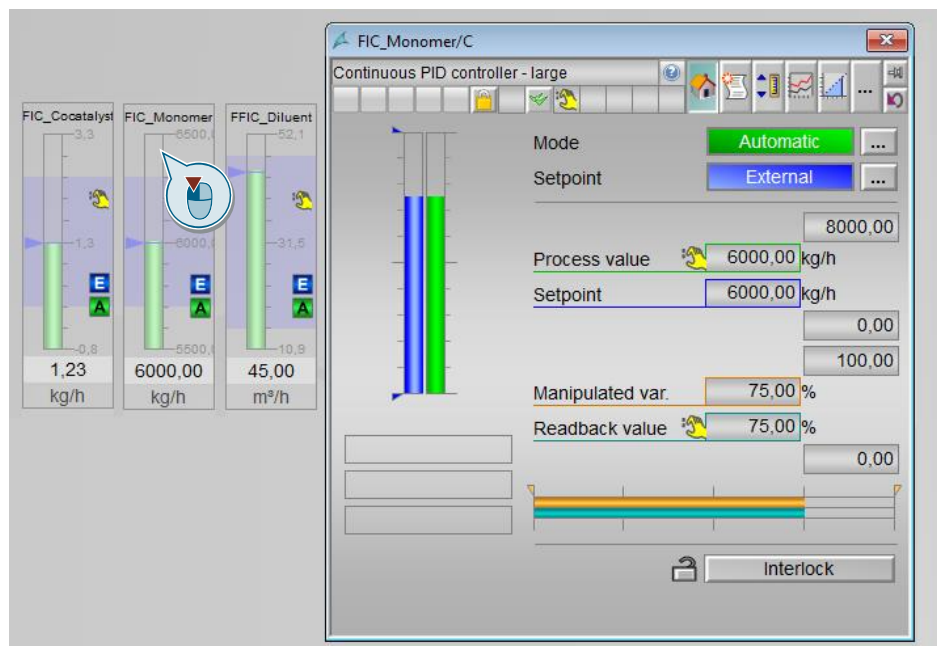 FIC_Monomer/C
Continuous PID controller - large
...
Mode
Automatic
...
Setpoint
External
...
8000,00
Process value
6000,00 kg/h
Setpoint
6000,00 kg/h
0,00
100,00
Manipulated var.
75,00 %
Readback value
75,00 %
0,00
Interlock
FIC_Cocatalyst
3,3
1,3
E
A
0,8
1,23
kg/h
FIC_Monomer
6500,
6000,
E
A
5500,
6000,00
kg/h
FFIC_Diluent
52,1
31,5
E
A
10,9
45,00
m³/h